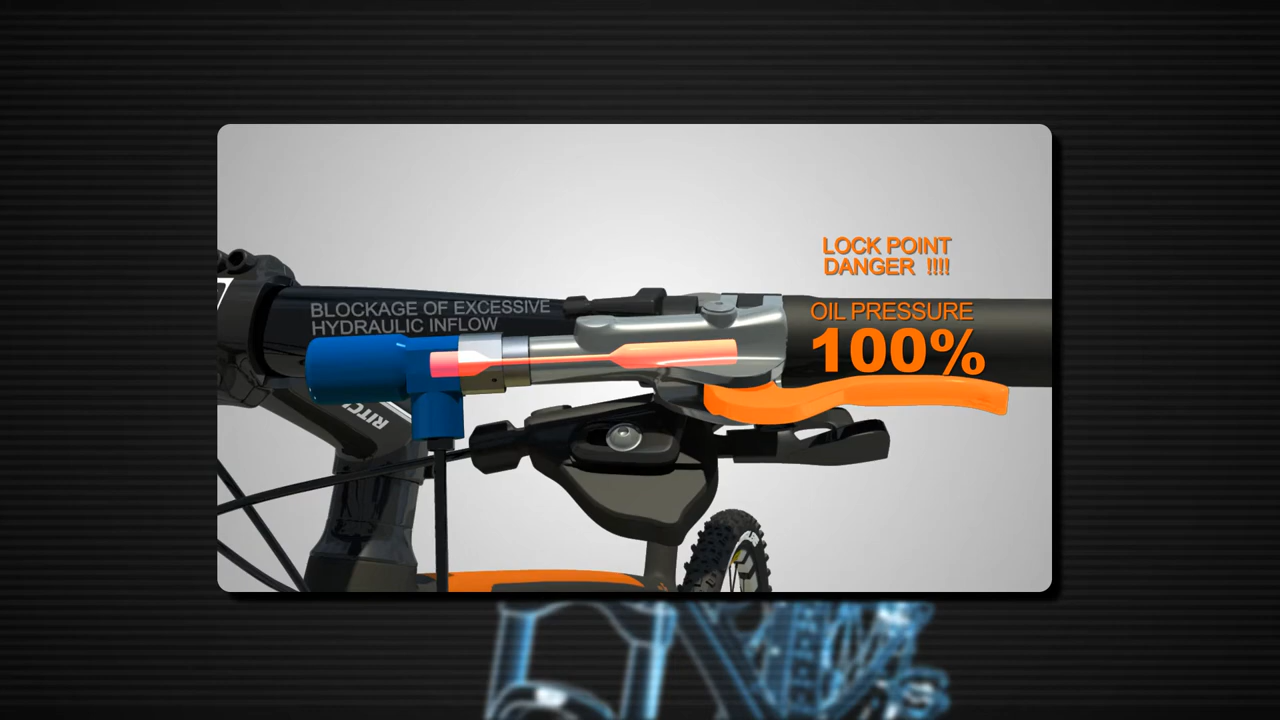 LOCK POINT
DANGER !!!!
BLOCKAGE OF EXCESSIVE
HYDRAULIC INFLOW
OIL PRESSURE
100%